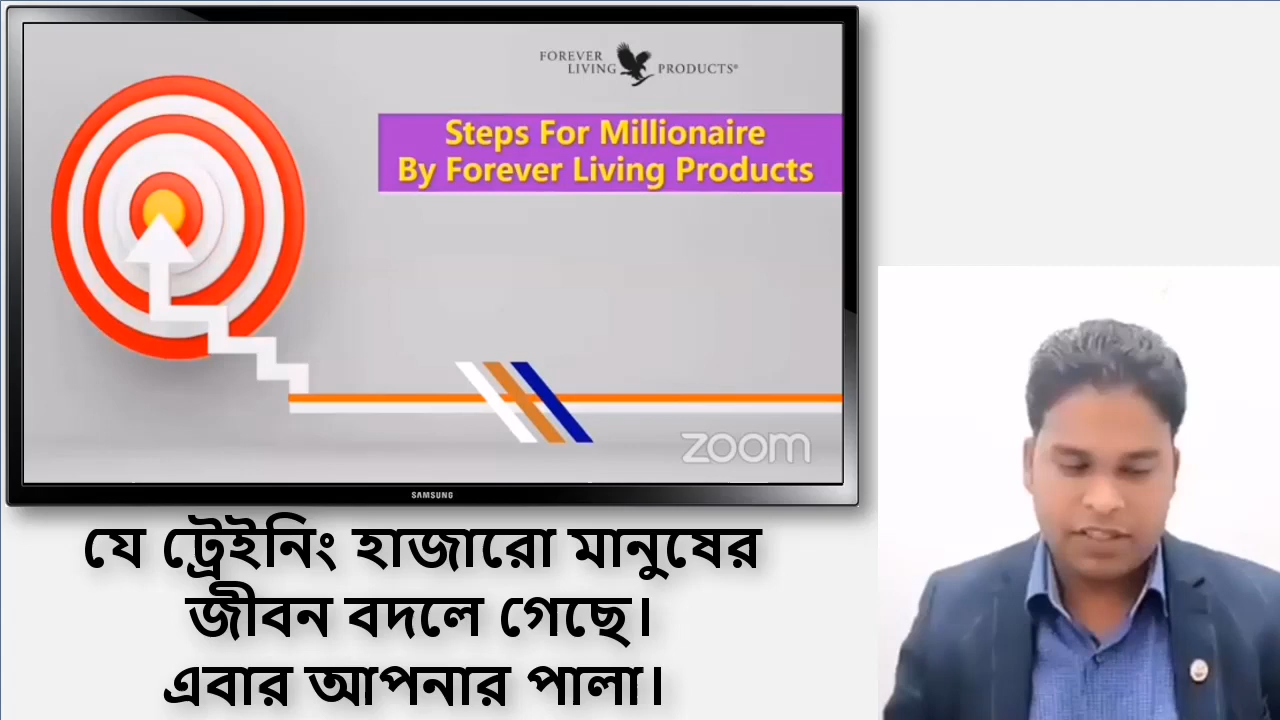 FOREVER
LIVING PRODUCTS®
Steps For Millionaire
By Forever Living Products
zoom
SAMSUNG
যে ট্রেইনিং হাজারো মানুষের
জীবন বদলে গেছে।
এবার আপনার পালা।